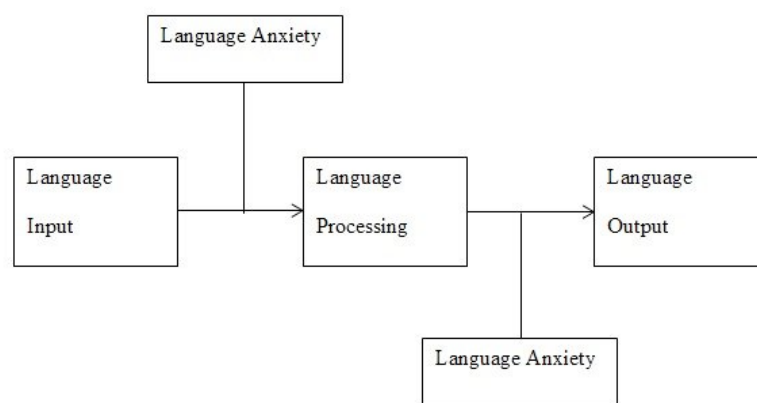 Language Anxiety
Language
Input
Language
Processing
Language
Output
Language Anxiety